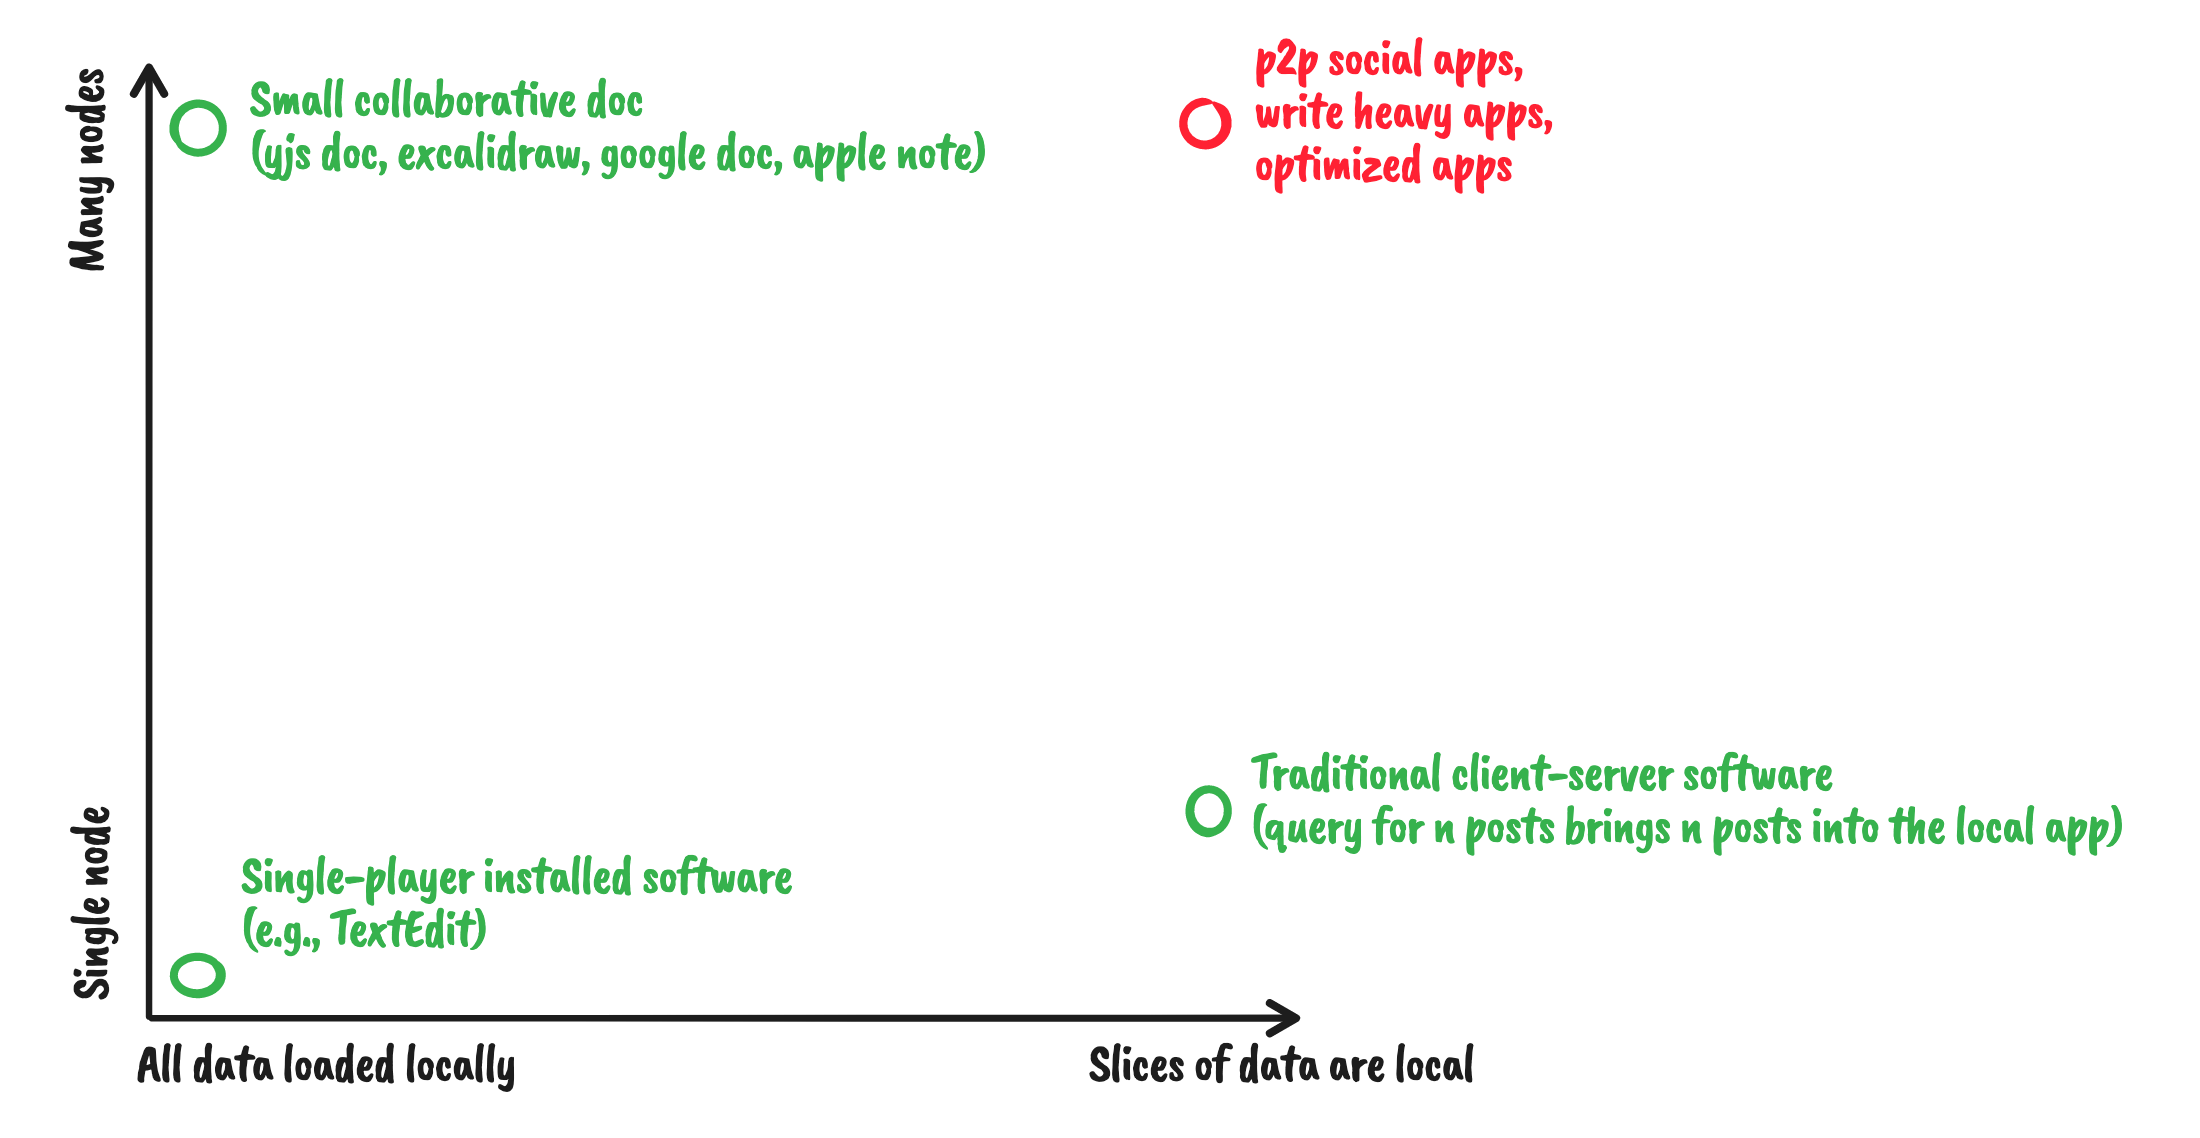 Many nodes
Small collaborative doc
(yjs doc, excalidraw, google doc, apple note)
p2p social apps,
write heavy apps,
optimized apps
Single node
Single-player installed software
(e.g., TextEdit)
Traditional client-server software
(query for n posts brings n posts into the local app)
All data loaded locally
Slices of data are local